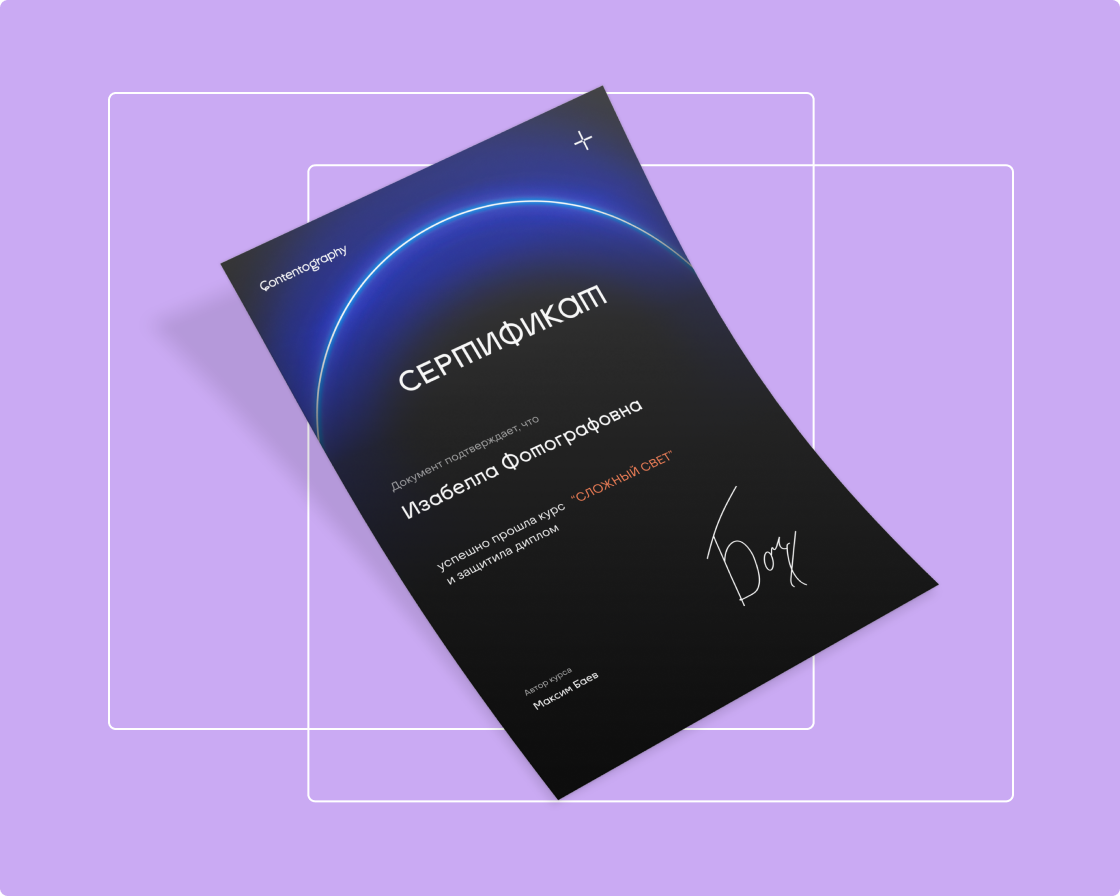 Contentography
СЕРТИФИКАТ
Документ подтверждает, что
Изабелла Фотографовна
успешно прошла курс "СЛОЖНЫЙ СВЕТ"
и защитила диплом
Автор курса
Максим Баев